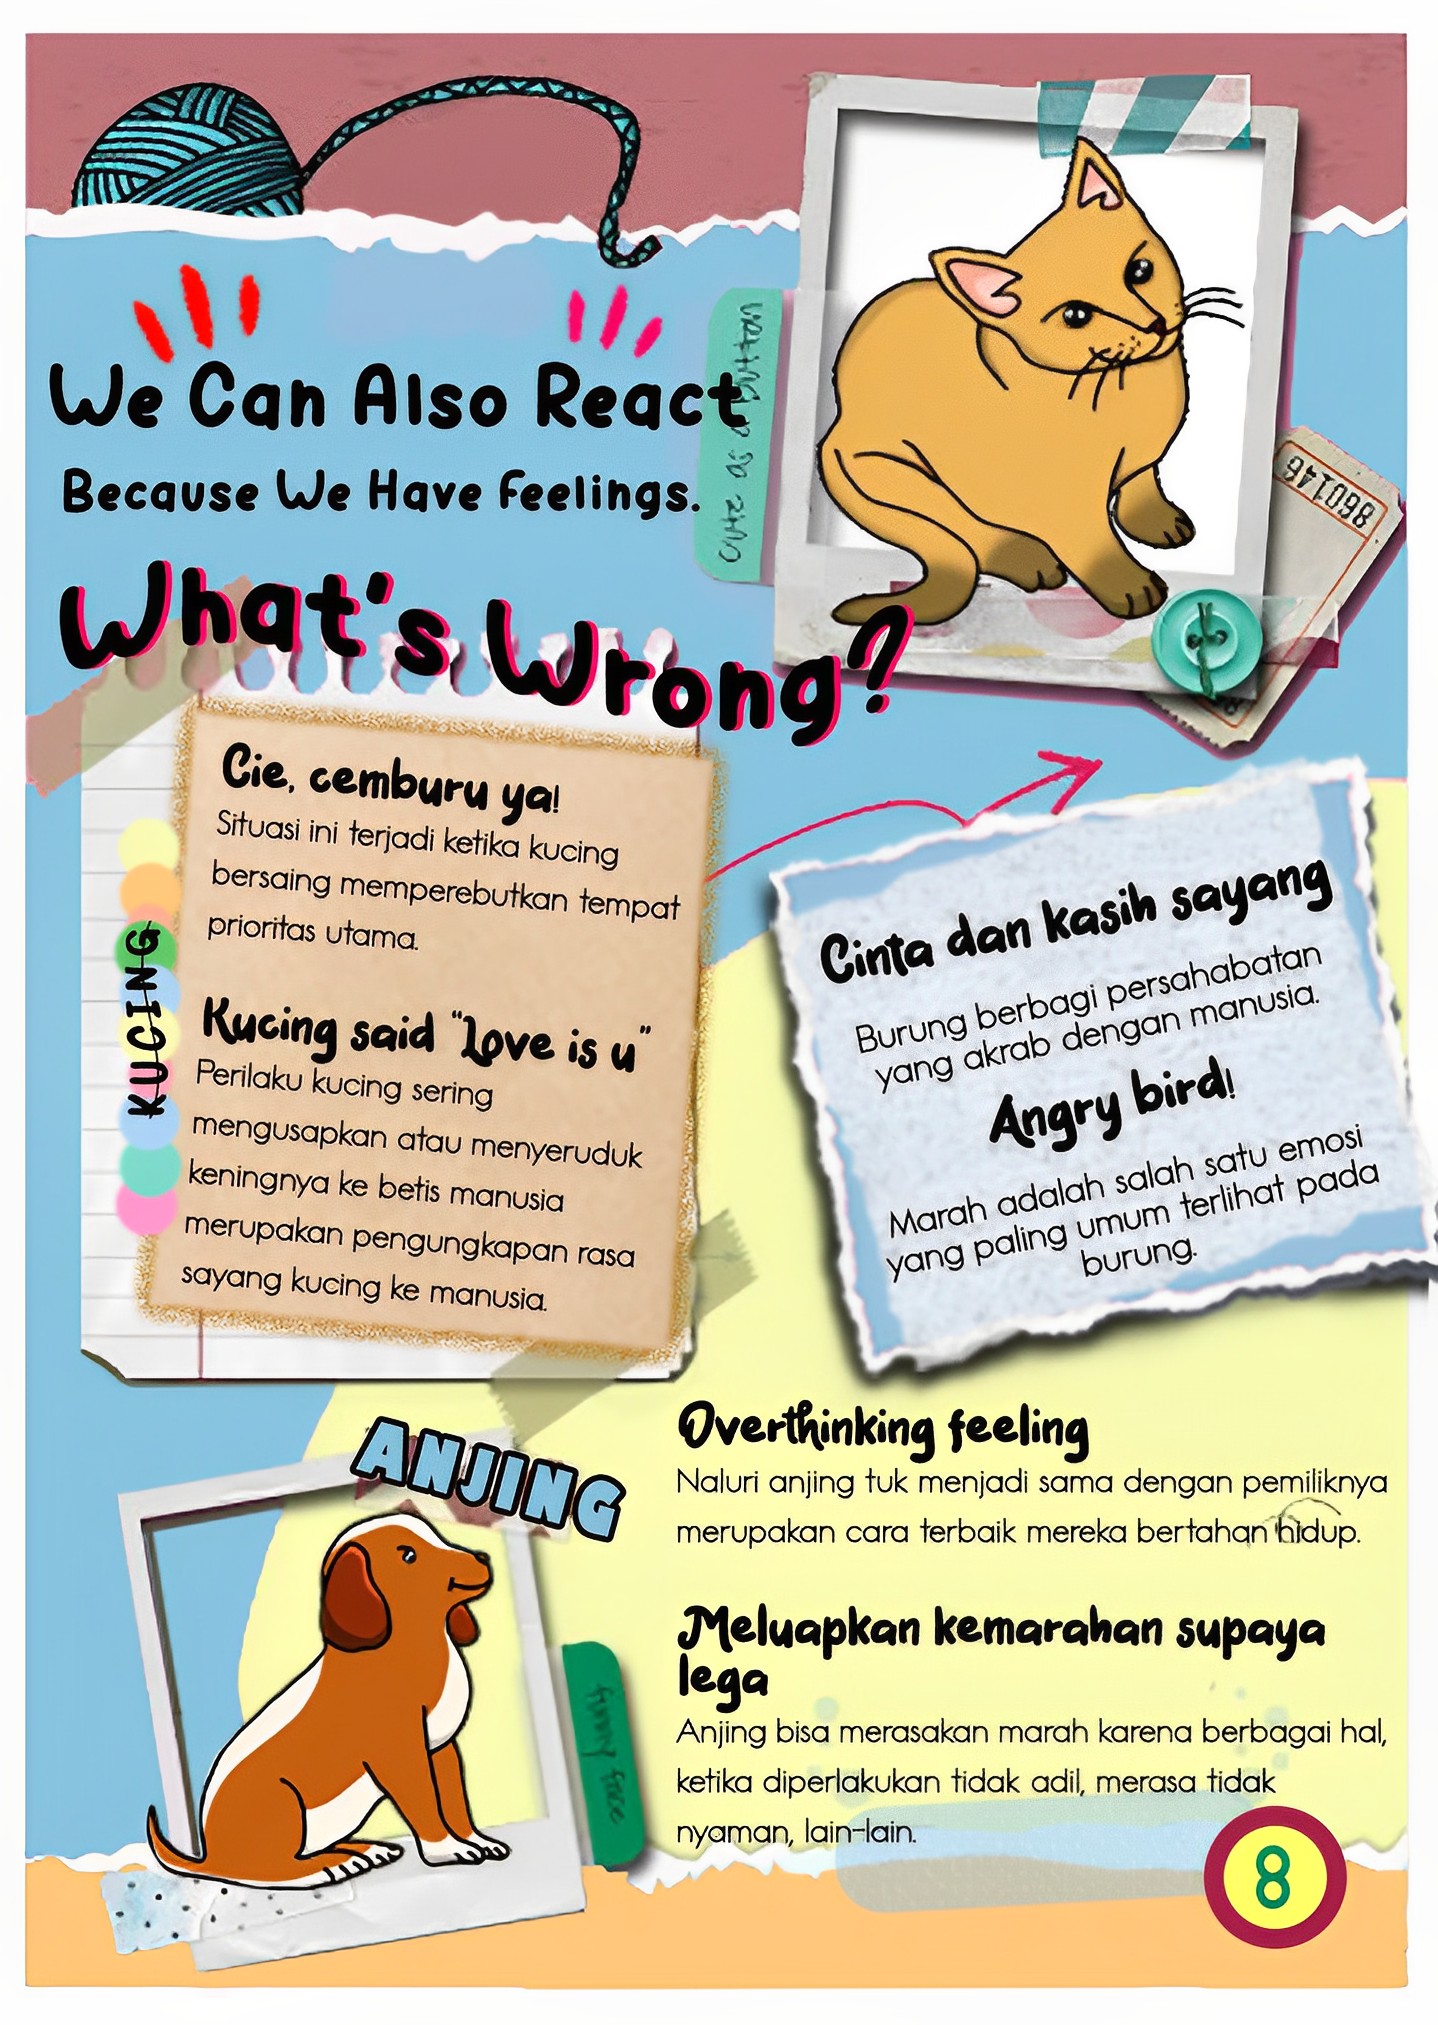 We Can Also React
Because We Have Feelings.
cute as a button
What's Wrong?
860146
KUCING
Cie, cemburu ya!
Situasi ini terjadi ketika kucing
bersaing memperebutkan tempat
prioritas utama.
Kucing said "Love is u"
Perilaku kucing sering
mengusapkan atau menyeruduk
keningnya ke betis manusia
merupakan pengungkapan rasa
sayang kucing ke manusia.
Cinta dan kasih sayang
Burung berbagi persahabatan
yang akrab dengan manusia.
Angry bird!
Marah adalah salah satu emosi
yang paling umum terlihat pada
burung.
ANJING
funny face
Overthinking feeling
Naluri anjing tuk menjadi sama dengan pemiliknya
merupakan cara terbaik mereka bertahan hidup.
Meluapkan kemarahan supaya
lega
Anjing bisa merasakan marah karena berbagai hal,
ketika diperlakukan tidak adil, merasa tidak
nyaman, lain-lain.
8